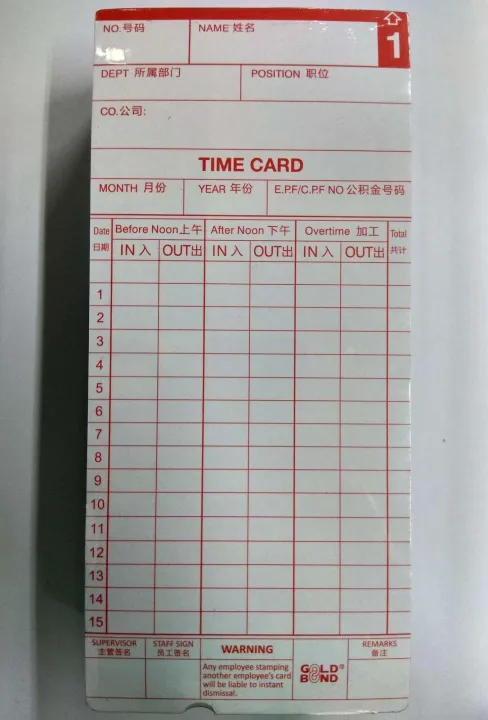 NO.号码 NAME 姓名
1
DEPT 所属部门 POSITION 职位
CO.公司:
TIME CARD
MONTH 月份 YEAR 年份 E.P.F/C.P.F NO 公积金号码
Date 日期 Before Noon上午 After Noon 下午 Overtime 加工 Total 共计
IN 入 OUT出 IN 入 OUT出 IN 入 OUT出
1
2
3
4
5
6
7
8
9
10
11
12
13
14
15
SUPERVISOR 主管签名
STAFF SIGN 员工签名
WARNING
Any employee stamping
another employee's card
will be liable to instant
dismissal.
GOLD®
BOND
REMARKS
备注